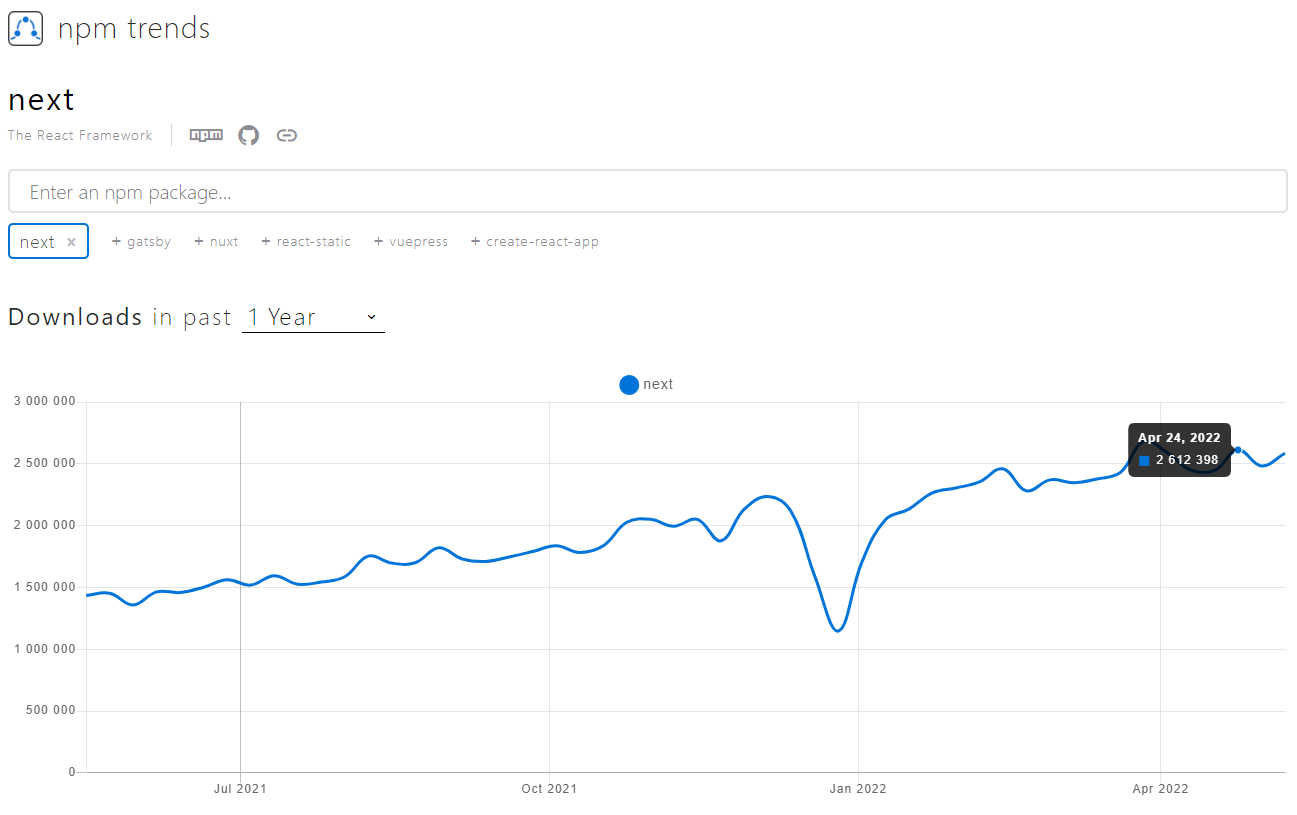 npm trends
next
The React Framework
npm
Enter an npm package...
next × + gatsby + nuxt + react-static + vuepress + create-react-app
Downloads in past 1 Year
next
3 000 000
2 500 000
2 000 000
1 500 000
1 000 000
500 000
0
Apr 24, 2022
2 612 398
Jul 2021 Oct 2021 Jan 2022 Apr 2022